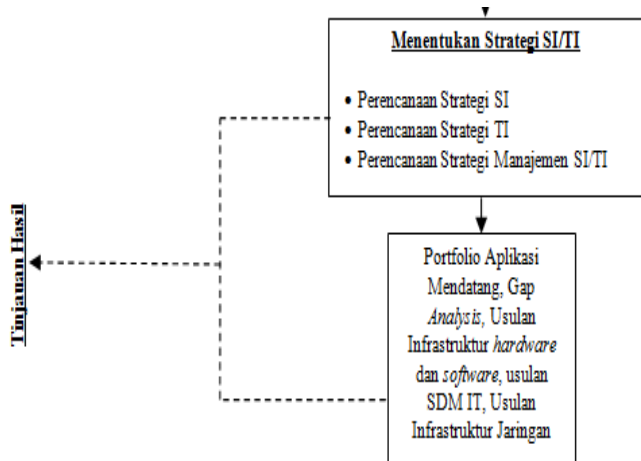 Menentukan Strategi SI/TI
• Perencanaan Strategi SI
• Perencanaan Strategi TI
• Perencanaan Strategi Manajemen SI/TI
Tinjauan Hasil
Portfolio Aplikasi
Mendatang, Gap
Analysis, Usulan
Infrastruktur hardware
dan software, usulan
SDM IT, Usulan
Infrastruktur Jaringan